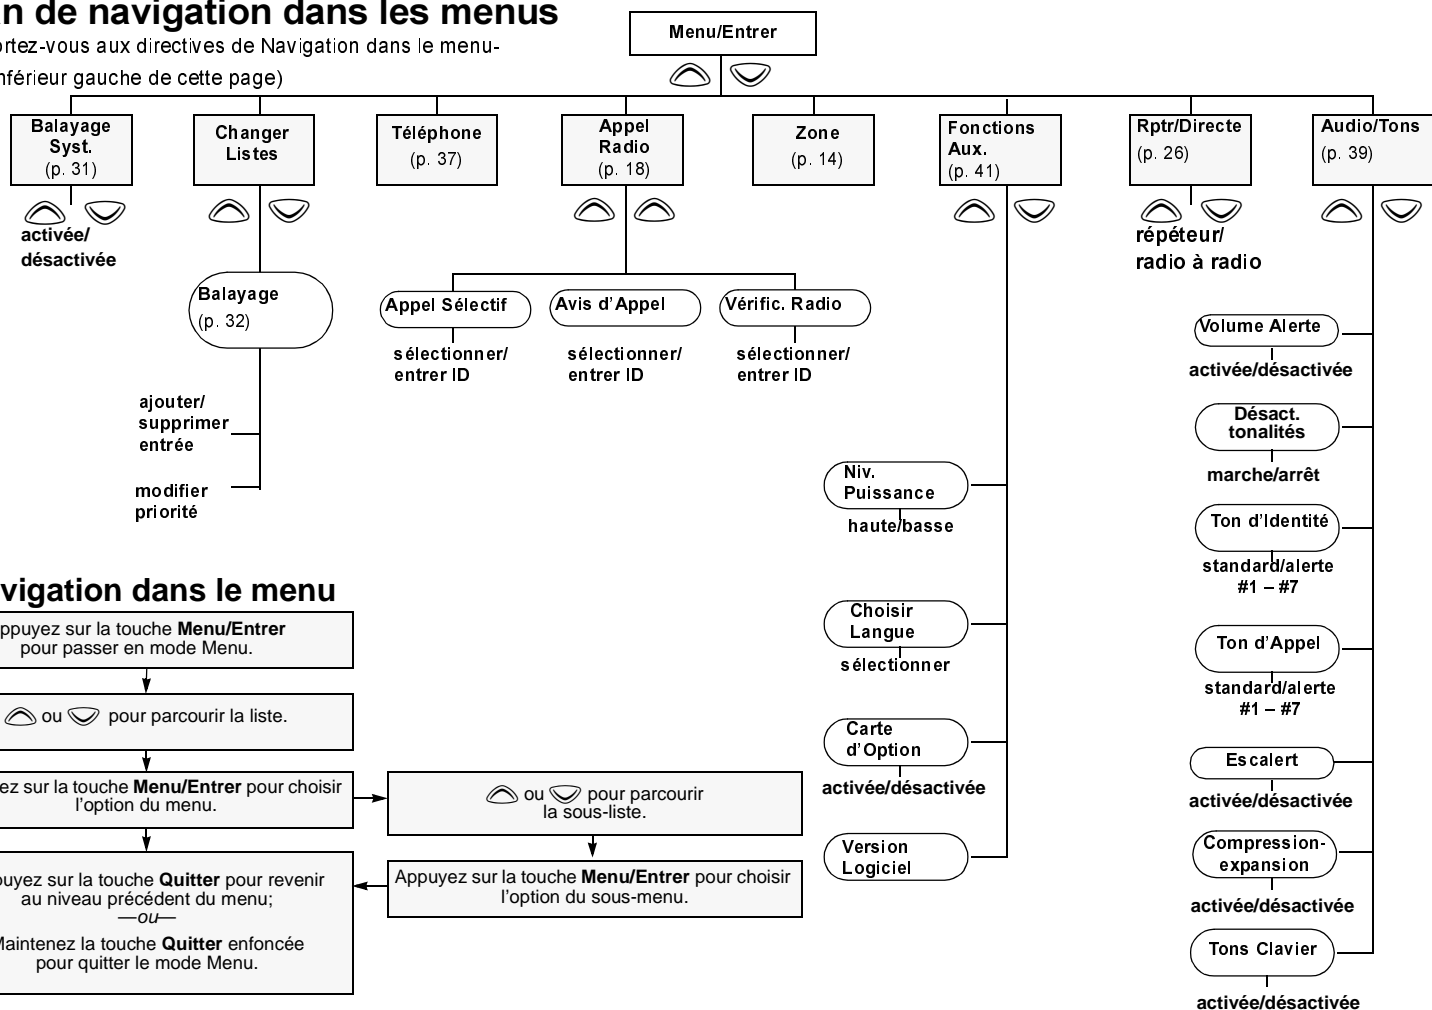 n de navigation dans les menus
rtez-vous aux directives de Navigation dans le menu-
nférieur gauche de cette page)
Menu/Entrer
Balayage
Syst.
(p. 31)
activée/
désactivée
Changer
Listes
Balayage
(p. 32)
ajouter/
supprimer
entrée
modifier
priorité
Téléphone
(p. 37)
Appel
Radio
(p. 18)
Appel Sélectif
sélectionner/
entrer ID
Avis d'Appel
sélectionner/
entrer ID
Vérific. Radio
sélectionner/
entrer ID
Zone
(p. 14)
Fonctions
Aux.
(p. 41)
Niv.
Puissance
haute/basse
Choisir
Langue
sélectionner
Carte
d'Option
activée/désactivée
Version
Logiciel
Rptr/Directe
(p. 26)
répéteur/
radio à radio
Audio/Tons
(p. 39)
Volume Alerte
activée/désactivée
Désact.
tonalités
marche/arrêt
Ton d'Identité
standard/alerte
#1 – #7
Ton d'Appel
standard/alerte
#1 – #7
Escalert
activée/désactivée
Compression-
expansion
activée/désactivée
Tons Clavier
activée/désactivée
vigation dans le menu
ppuyez sur la touche Menu/Entrer
pour passer en mode Menu.
ou pour parcourir la liste.
ez sur la touche Menu/Entrer pour choisir
l'option du menu.
ou pour parcourir
la sous-liste.
Appuyez sur la touche Menu/Entrer pour choisir
l'option du sous-menu.
ouyez sur la touche Quitter pour revenir
au niveau précédent du menu;
—ou—
Maintenez la touche Quitter enfoncée
pour quitter le mode Menu.